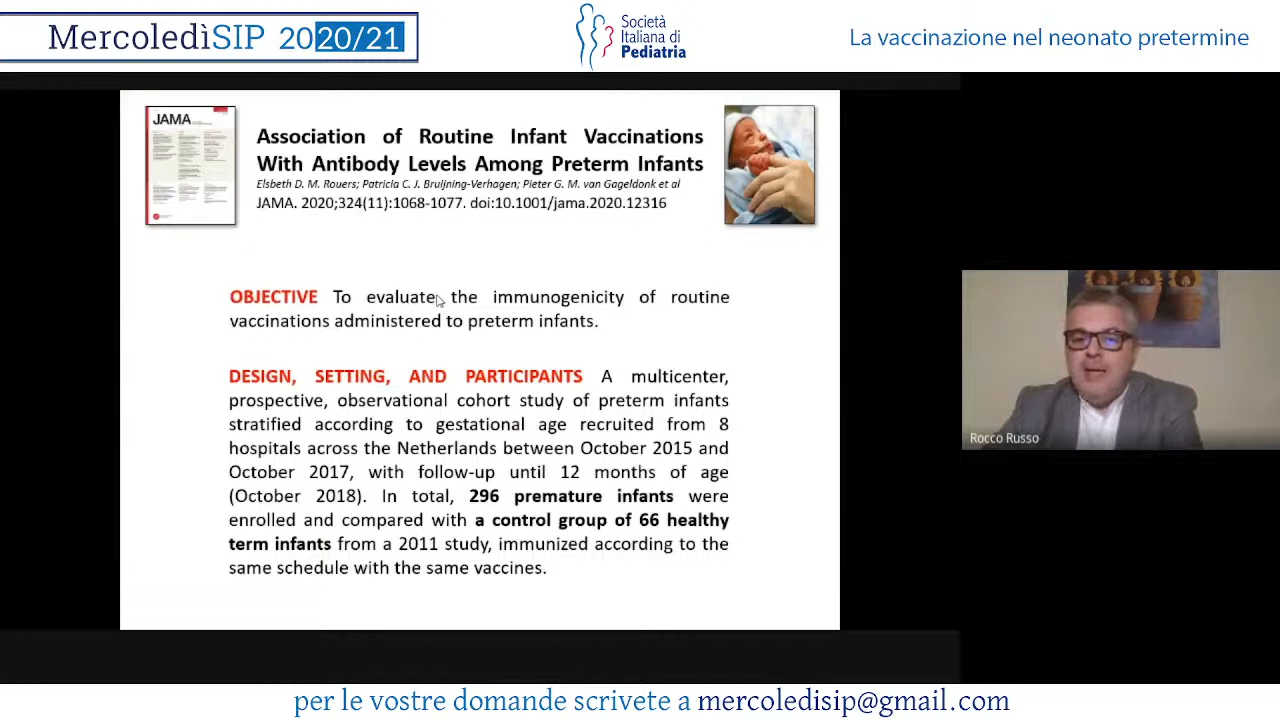 MercoledìSIP 2020/21
Società
Italiana di
Pediatria
La vaccinazione nel neonato pretermine
JAMA
Association of Routine Infant Vaccinations
With Antibody Levels Among Preterm Infants
Elsbeth D. M. Rouers; Patricia C. J. Bruijning-Verhagen; Pieter G. M. van Gageldonk et al
JAMA. 2020;324(11):1068-1077. doi:10.1001/jama.2020.12316
OBJECTIVE To evaluate the immunogenicity of routine
vaccinations administered to preterm infants.
DESIGN, SETTING, AND PARTICIPANTS A multicenter,
prospective, observational cohort study of preterm infants
stratified according to gestational age recruited from 8
hospitals across the Netherlands between October 2015 and
October 2017, with follow-up until 12 months of age
(October 2018). In total, 296 premature infants were
enrolled and compared with a control group of 66 healthy
term infants from a 2011 study, immunized according to the
same schedule with the same vaccines.
Rocco Russo
per le vostre domande scrivete a mercoledisip@gmail.com